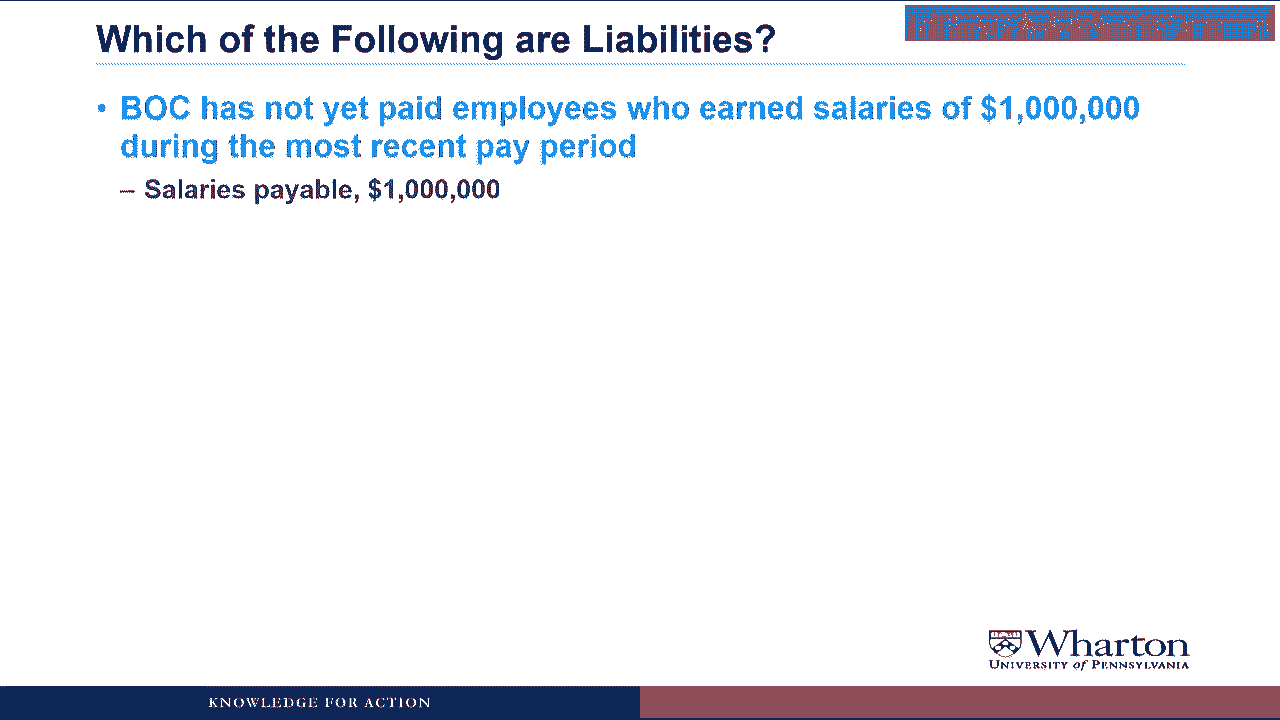 Which of the Following are Liabilities?
• BOC has not yet paid employees who earned salaries of $1,000,000
during the most recent pay period
– Salaries payable, $1,000,000
Wharton
UNIVERSITY of PENNSYLVANIA
KNOWLEDGE FOR ACTION